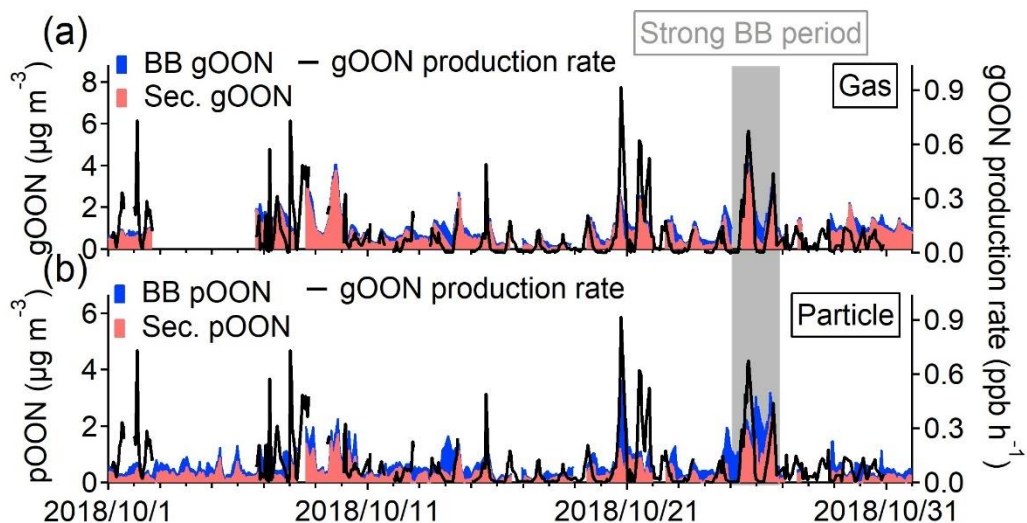 (a)
Strong BB period
BB gOON — gOON production rate
Sec. gOON
Gas
gOON (µg m⁻³)
8
6
4
2
0
0.9
0.6
0.3
0.0
gOON production rate (ppb h⁻¹)
(b)
BB pOON — gOON production rate
Sec. pOON
Particle
pOON (µg m⁻³)
6
4
2
0
0.9
0.6
0.3
0.0
2018/10/1 2018/10/11 2018/10/21 2018/10/31